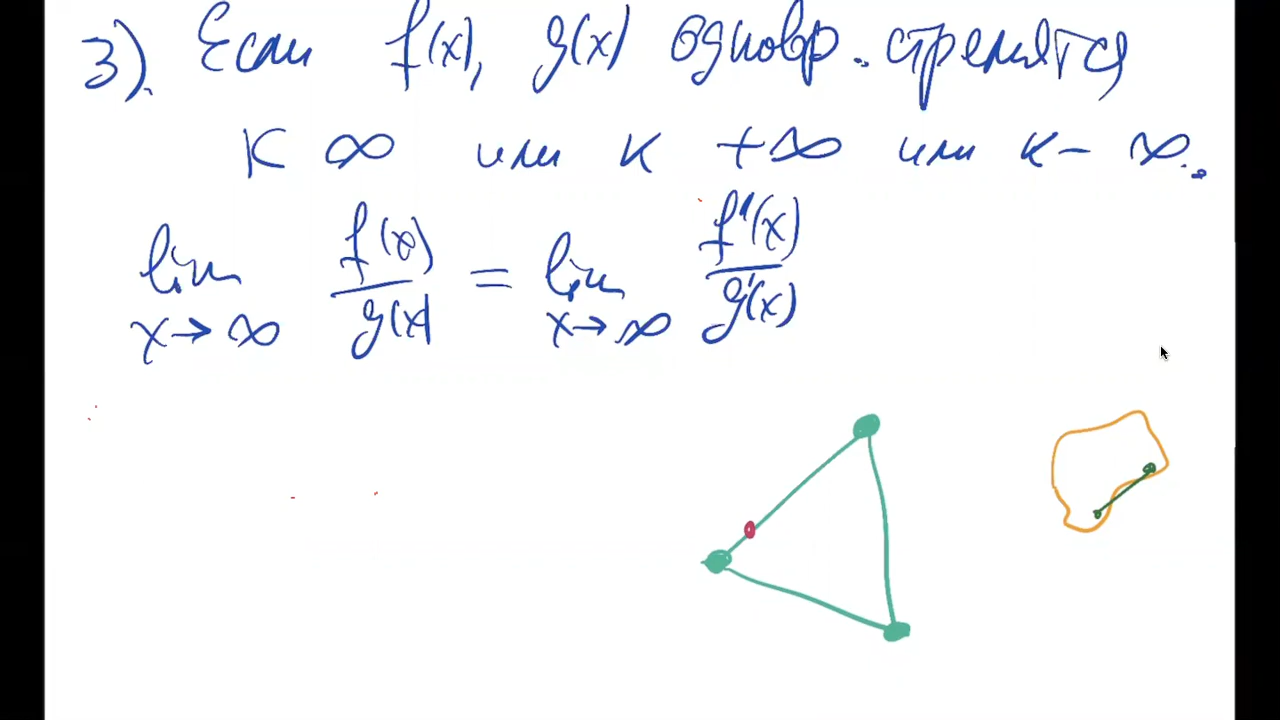 3). Если f(x), g(x) одновр. стремятся
к ∞ или к +∞ или к -∞.
lim x→∞ f(x)/g(x) = lim x→∞ f'(x)/g'(x)